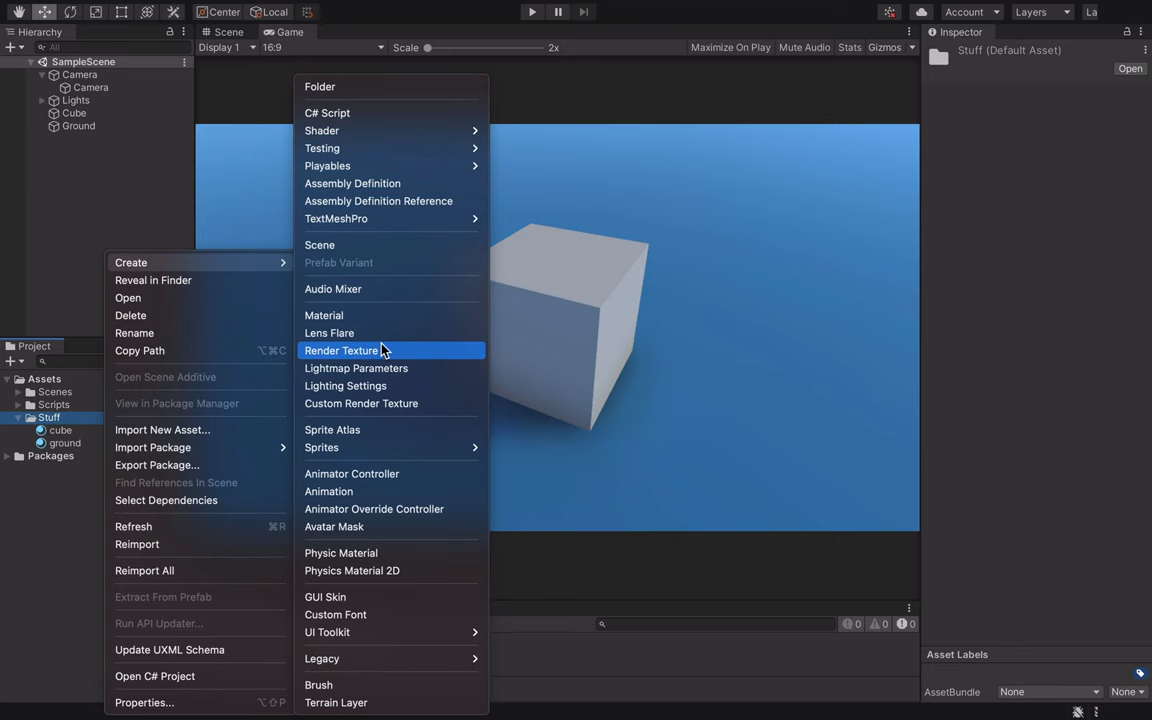 Center
Local
Account
Layers
La
Hierarchy
All
SampleScene
Camera
Camera
Lights
Cube
Ground
Scene
Game
Display 1
16:9
Scale
2x
Maximize On Play
Mute Audio
Stats
Gizmos
Inspector
Stuff (Default Asset)
Open
Folder
C# Script
Shader
Testing
Playables
Assembly Definition
Assembly Definition Reference
TextMeshPro
Scene
Prefab Variant
Audio Mixer
Material
Lens Flare
Render Texture
Lightmap Parameters
Lighting Settings
Custom Render Texture
Sprite Atlas
Sprites
Animator Controller
Animation
Animator Override Controller
Avatar Mask
Physic Material
Physics Material 2D
GUI Skin
Custom Font
UI Toolkit
Legacy
Brush
Terrain Layer
Create
Reveal in Finder
Open
Delete
Rename
Copy Path ⌥⌘C
Open Scene Additive
View in Package Manager
Import New Asset...
Import Package
Export Package...
Find References In Scene
Select Dependencies
Refresh ⌘R
Reimport
Reimport All
Extract From Prefab
Run API Updater...
Update UXML Schema
Open C# Project
Properties... ⌥⇧P
Project
Assets
Scenes
Scripts
Stuff
cube
ground
Packages
0
0
0
Asset Labels
AssetBundle
None
None